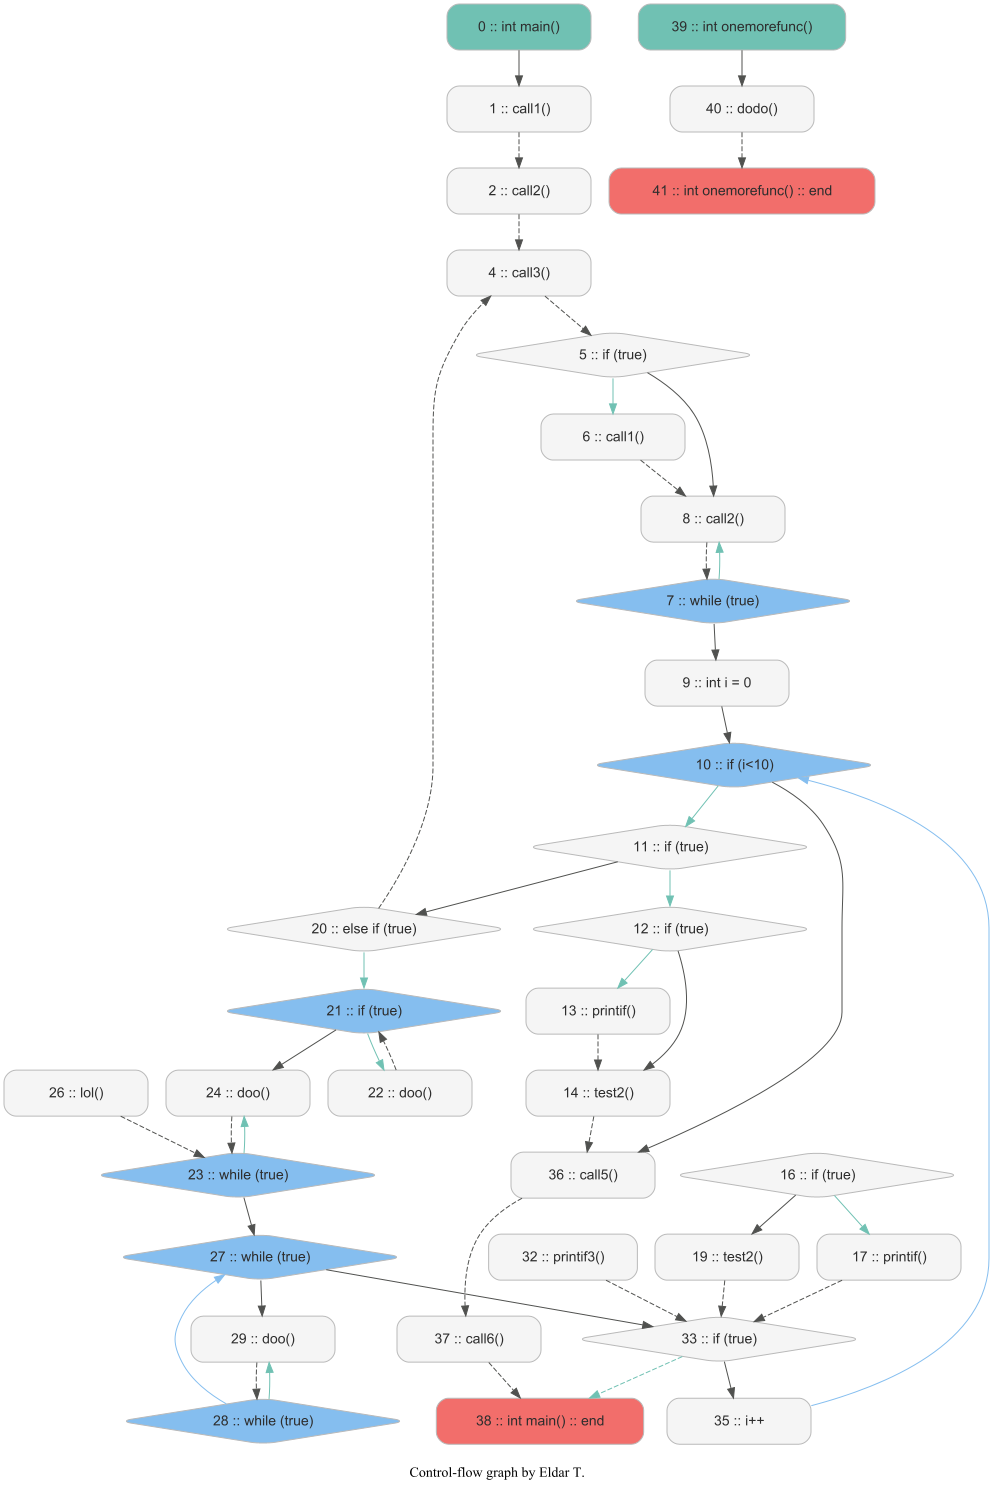 0 :: int main()
39 :: int onemorefunc()
1 :: call1()
40 :: dodo()
2 :: call2()
41 :: int onemorefunc() :: end
4 :: call3()
5 :: if (true)
6 :: call1()
8 :: call2()
7 :: while (true)
9 :: int i = 0
10 :: if (i<10)
11 :: if (true)
20 :: else if (true)
12 :: if (true)
21 :: if (true)
13 :: printif()
26 :: lol()
24 :: doo()
22 :: doo()
14 :: test2()
23 :: while (true)
36 :: call5()
16 :: if (true)
27 :: while (true)
32 :: printif3()
19 :: test2()
17 :: printif()
29 :: doo()
37 :: call6()
33 :: if (true)
28 :: while (true)
38 :: int main() :: end
35 :: i++
Control-flow graph by Eldar T.